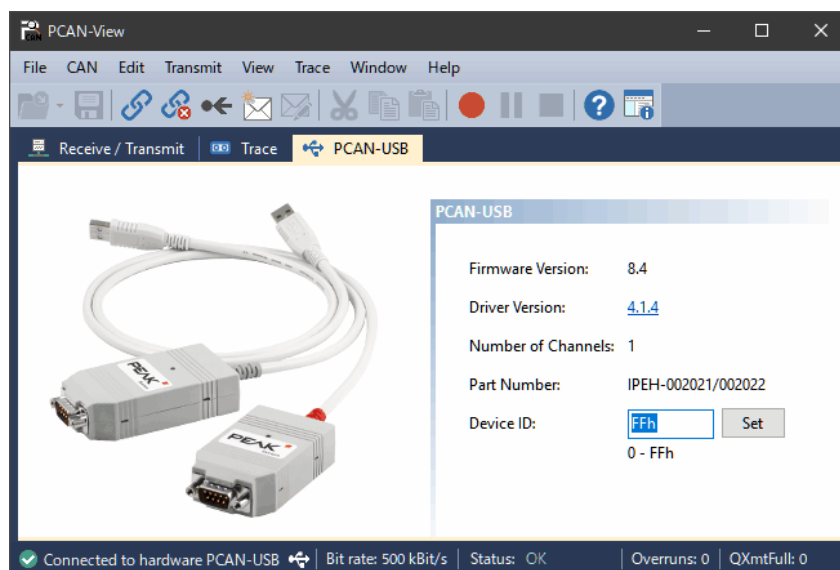 PCAN-View
File CAN Edit Transmit View Trace Window Help
Receive / Transmit Trace PCAN-USB
PCAN-USB
Firmware Version: 8.4
Driver Version: 4.1.4
Number of Channels: 1
Part Number: IPEH-002021/002022
Device ID: FFh Set
0 - FFh
PEAK
PEAK
Connected to hardware PCAN-USB Bit rate: 500 kBit/s Status: OK Overruns: 0 QXmtFull: 0